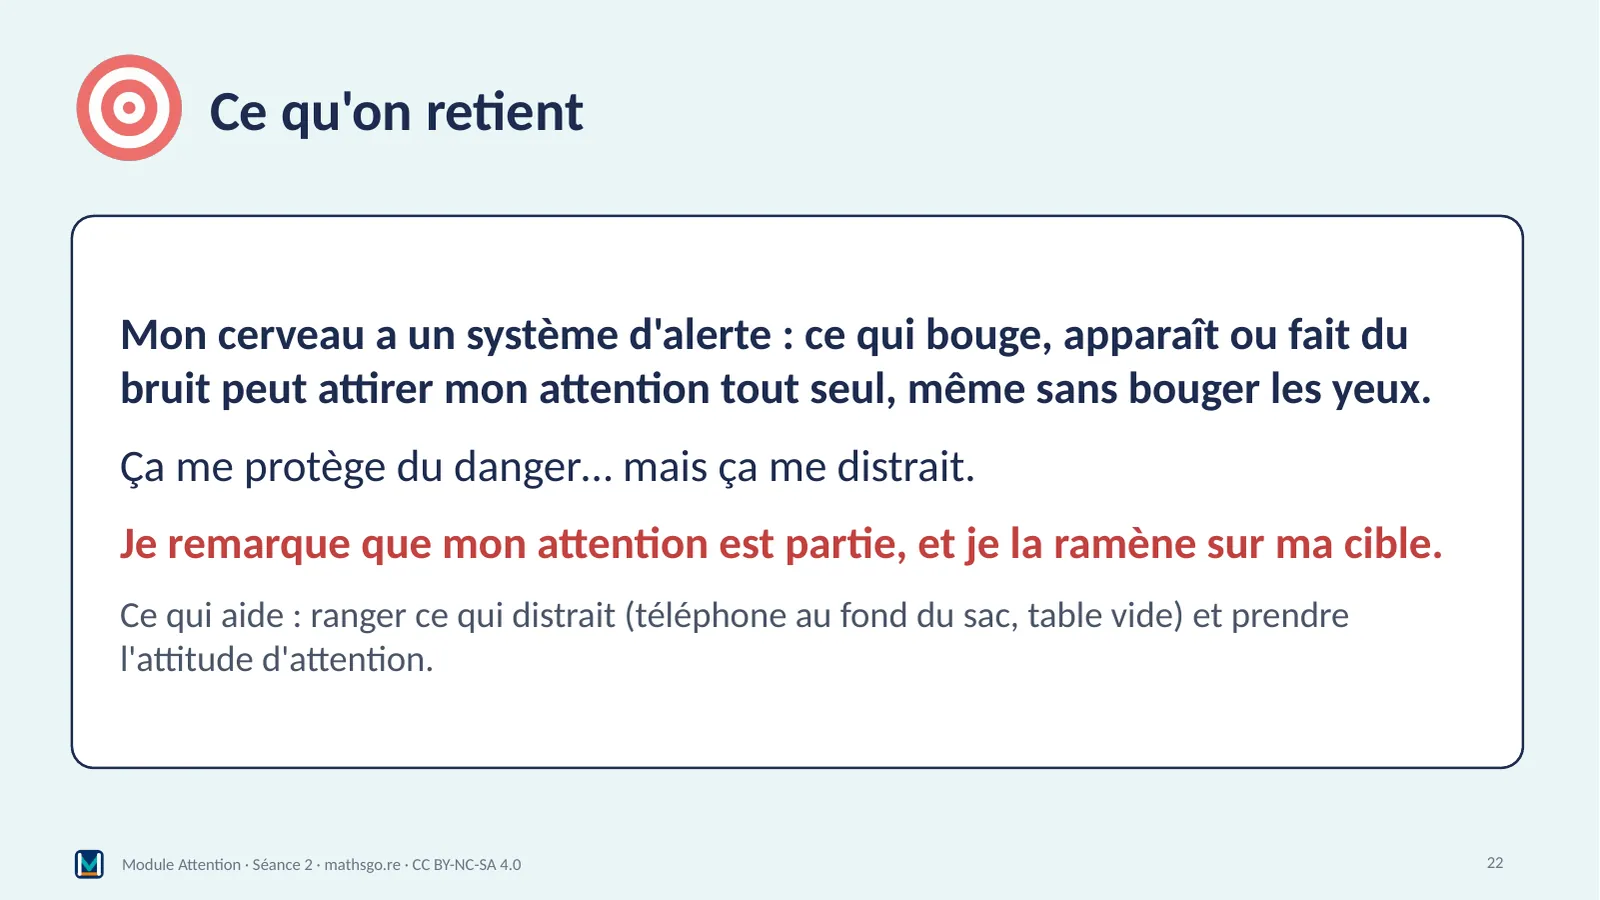 Ce qu'on retient
Mon cerveau a un système d'alerte : ce qui bouge, apparaît ou fait du
bruit peut attirer mon attention tout seul, même sans bouger les yeux.
Ça me protège du danger... mais ça me distrait.
Je remarque que mon attention est partie, et je la ramène sur ma cible.
Ce qui aide : ranger ce qui distrait (téléphone au fond du sac, table vide) et prendre
l'attitude d'attention.
Module Attention · Séance 2 · mathsgo.re · CC BY-NC-SA 4.0
22